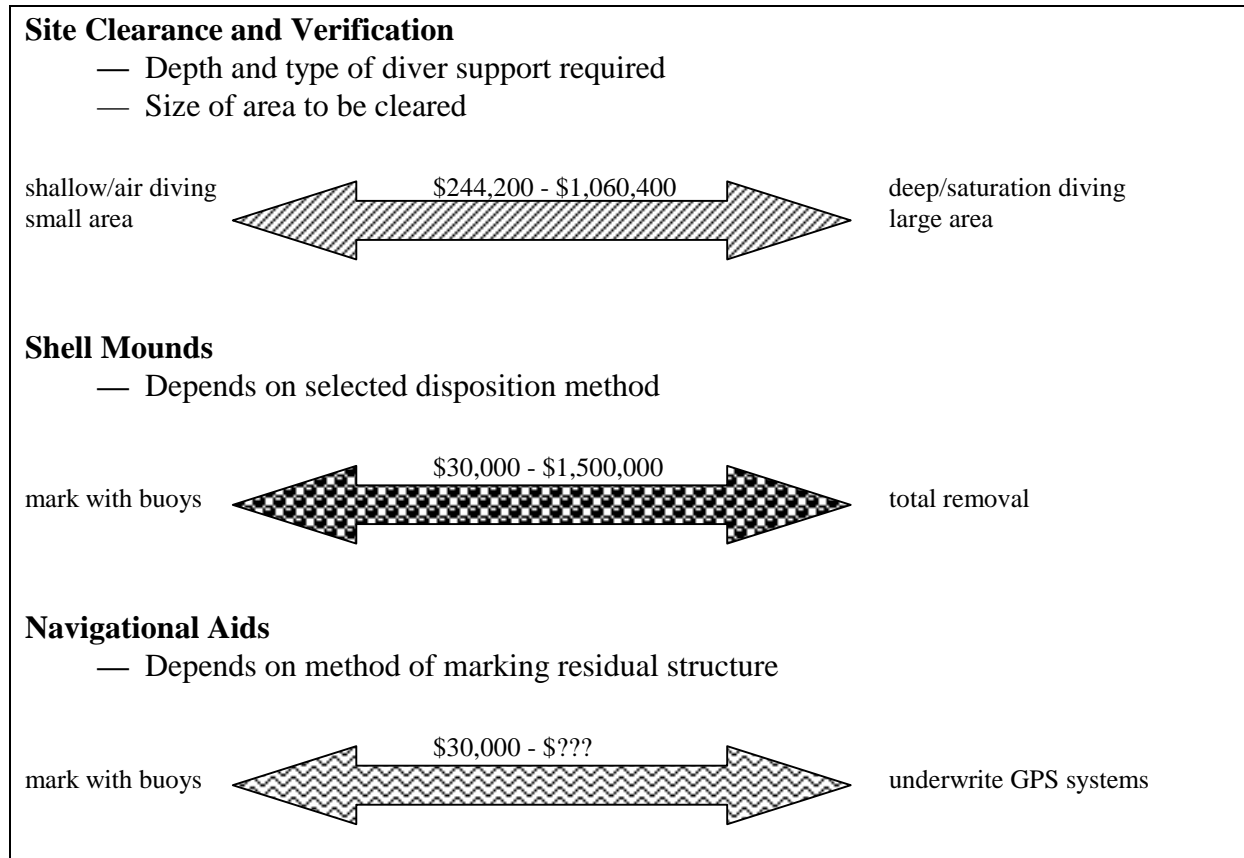 Site Clearance and Verification
— Depth and type of diver support required
— Size of area to be cleared
shallow/air diving
small area
$244,200 - $1,060,400
deep/saturation diving
large area
Shell Mounds
— Depends on selected disposition method
mark with buoys
$30,000 - $1,500,000
total removal
Navigational Aids
— Depends on method of marking residual structure
mark with buoys
$30,000 - $???
underwrite GPS systems